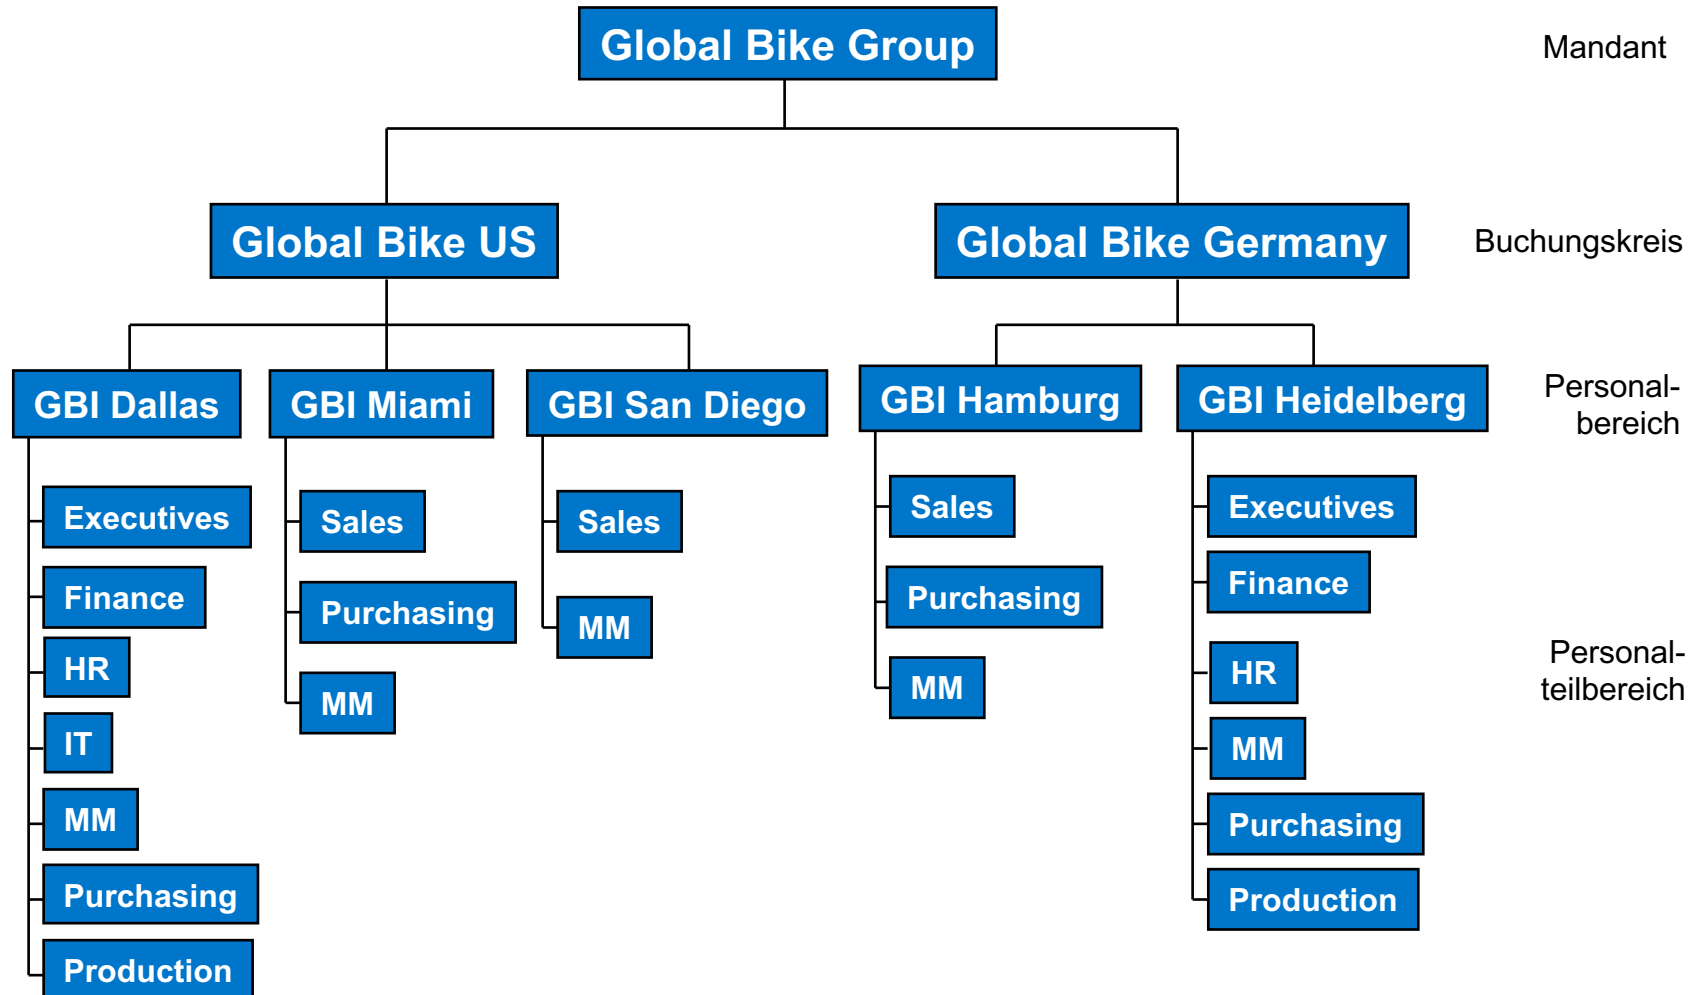 Global Bike Group
Mandant
Global Bike US
Global Bike Germany
Buchungskreis
GBI Dallas
GBI Miami
GBI San Diego
GBI Hamburg
GBI Heidelberg
Personal-
bereich
Executives
Finance
HR
IT
MM
Purchasing
Production
Sales
Purchasing
MM
Sales
MM
Sales
Purchasing
MM
Executives
Finance
HR
MM
Purchasing
Production
Personal-
teilbereich